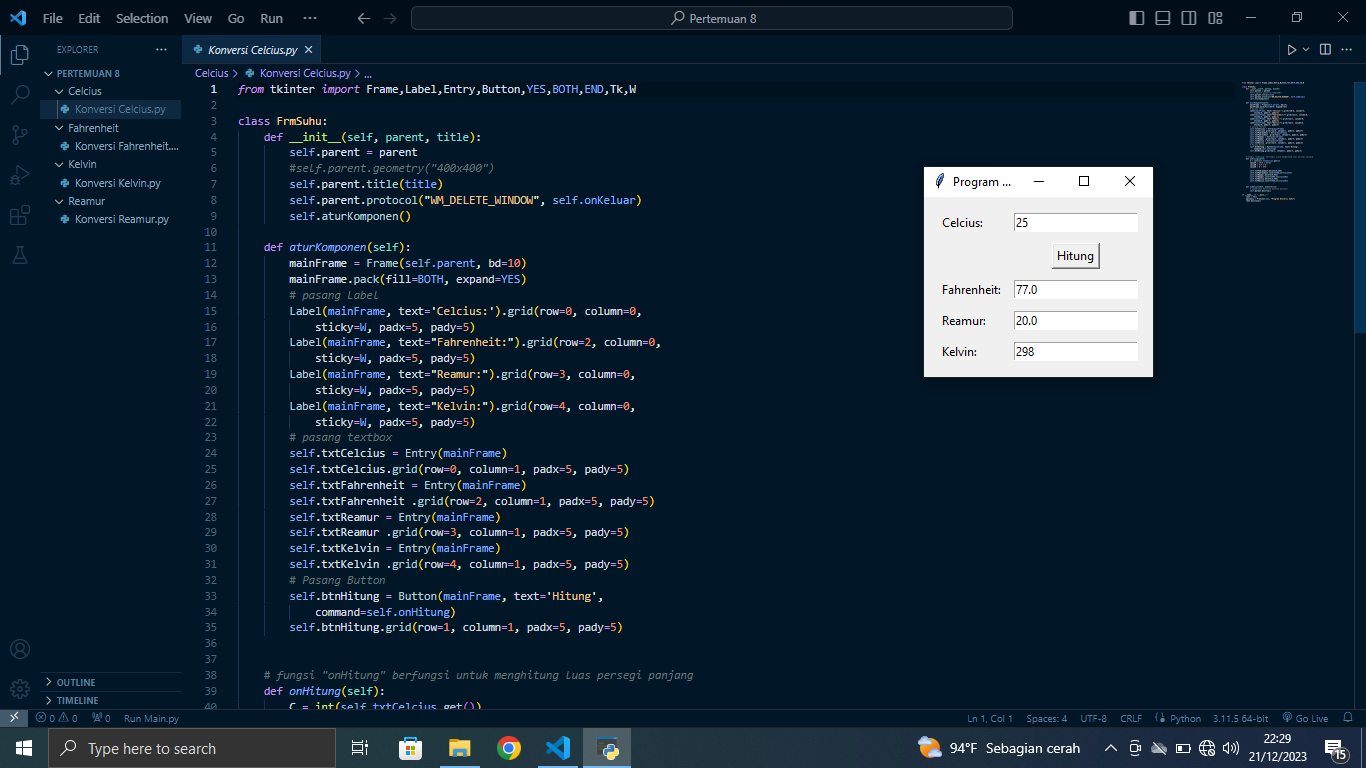 File Edit Selection View Go Run ··· Pertemuan 8
EXPLORER ···
PERTEMUAN 8
Celcius
Konversi Celcius.py
Fahrenheit
Konversi Fahrenheit....
Kelvin
Konversi Kelvin.py
Reamur
Konversi Reamur.py
OUTLINE
TIMELINE
Konversi Celcius.py
Celcius > Konversi Celcius.py > ...
1 from tkinter import Frame,Label,Entry,Button,YES,BOTH,END,Tk,W
2
3 class FrmSuhu:
4 def __init__(self, parent, title):
5 self.parent = parent
6 #self.parent.geometry("400x400")
7 self.parent.title(title)
8 self.parent.protocol("WM_DELETE_WINDOW", self.onKeluar)
9 self.aturKomponen()
10
11 def aturKomponen(self):
12 mainFrame = Frame(self.parent, bd=10)
13 mainFrame.pack(fill=BOTH, expand=YES)
14 # pasang Label
15 Label(mainFrame, text='Celcius:').grid(row=0, column=0,
16 sticky=W, padx=5, pady=5)
17 Label(mainFrame, text="Fahrenheit:").grid(row=2, column=0,
18 sticky=W, padx=5, pady=5)
19 Label(mainFrame, text="Reamur:").grid(row=3, column=0,
20 sticky=W, padx=5, pady=5)
21 Label(mainFrame, text="Kelvin:").grid(row=4, column=0,
22 sticky=W, padx=5, pady=5)
23 # pasang textbox
24 self.txtCelcius = Entry(mainFrame)
25 self.txtCelcius.grid(row=0, column=1, padx=5, pady=5)
26 self.txtFahrenheit = Entry(mainFrame)
27 self.txtFahrenheit .grid(row=2, column=1, padx=5, pady=5)
28 self.txtReamur = Entry(mainFrame)
29 self.txtReamur .grid(row=3, column=1, padx=5, pady=5)
30 self.txtKelvin = Entry(mainFrame)
31 self.txtKelvin .grid(row=4, column=1, padx=5, pady=5)
32 # Pasang Button
33 self.btnHitung = Button(mainFrame, text='Hitung',
34 command=self.onHitung)
35 self.btnHitung.grid(row=1, column=1, padx=5, pady=5)
36
37
38 # fungsi "onHitung" berfungsi untuk menghitung luas persegi panjang
39 def onHitung(self):
40 C = int(self.txtCelcius.get())
Program ...
Celcius: 25
Hitung
Fahrenheit: 77.0
Reamur: 20.0
Kelvin: 298
0 0 0 Run Main.py Ln 1, Col 1 Spaces: 4 UTF-8 CRLF Python 3.11.5 64-bit Go Live
Type here to search 94°F Sebagian cerah 22:29
21/12/2023 15